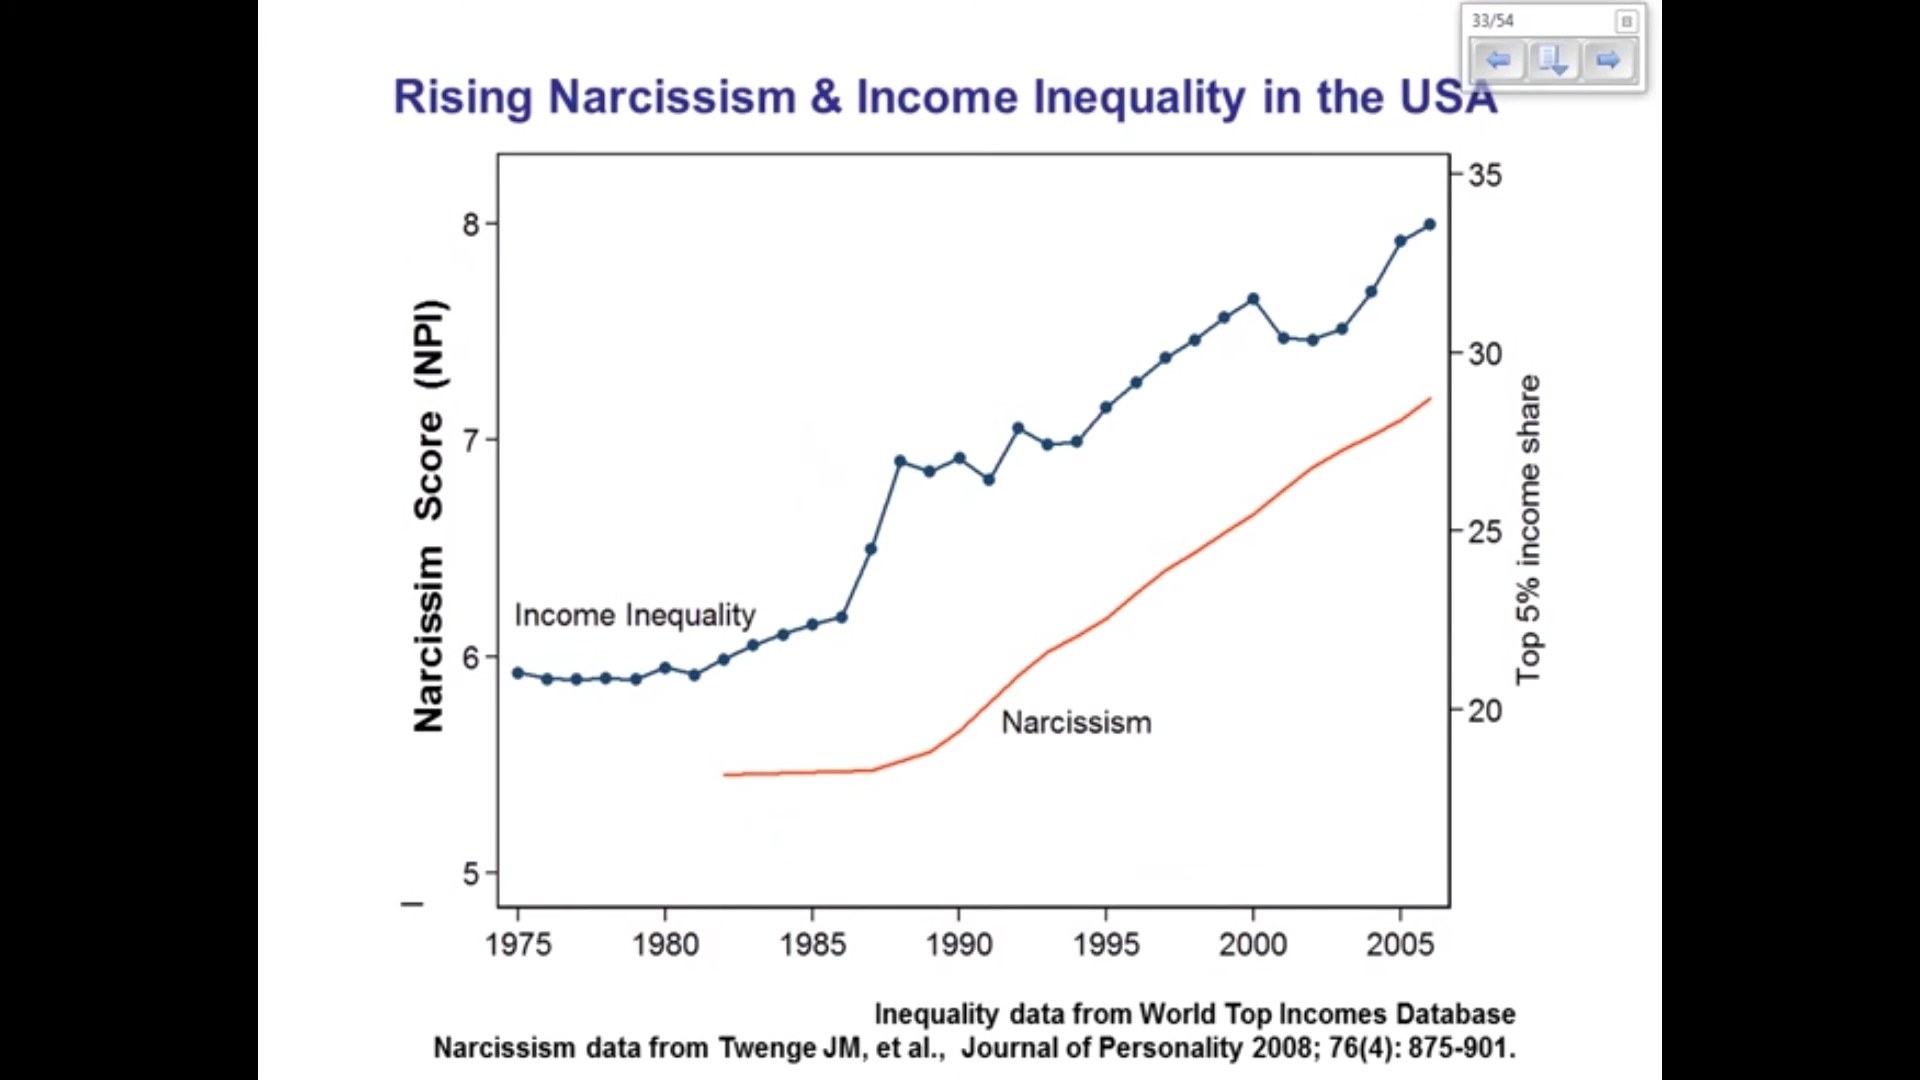 33/54
Rising Narcissism & Income Inequality in the USA
35
8
30
7
25
6
20
5
Narcissim Score (NPI)
Top 5% income share
Income Inequality
Narcissism
1975 1980 1985 1990 1995 2000 2005
Inequality data from World Top Incomes Database
Narcissism data from Twenge JM, et al., Journal of Personality 2008; 76(4): 875-901.